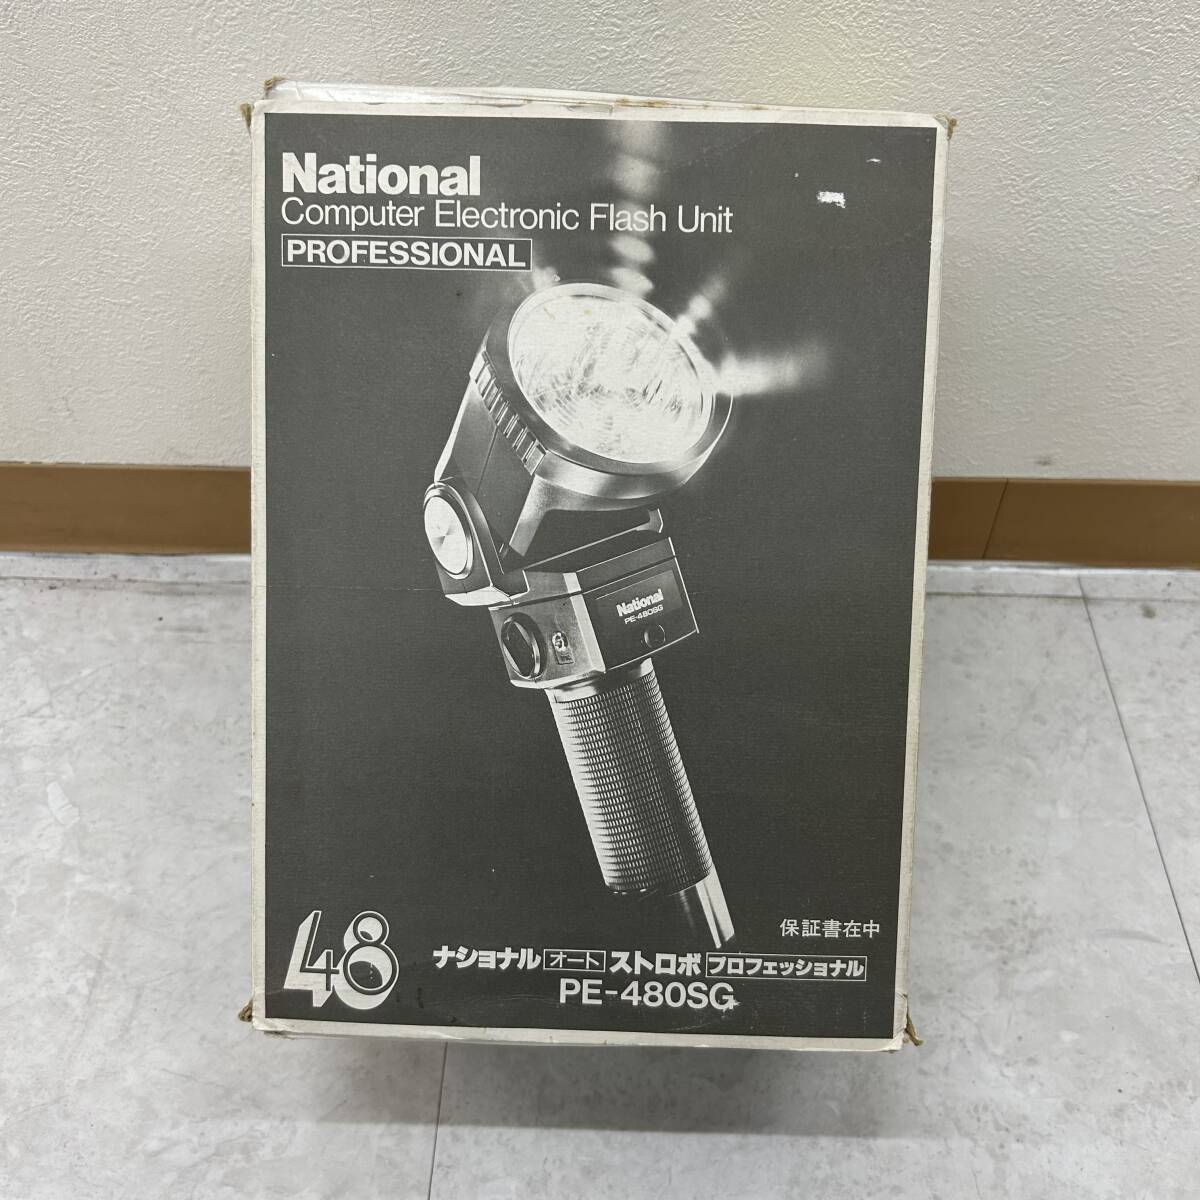 National
Computer Electronic Flash Unit
PROFESSIONAL
National
PE-480SG
保証書在中
48
ナショナル オート ストロボ プロフェッショナル
PE-480SG